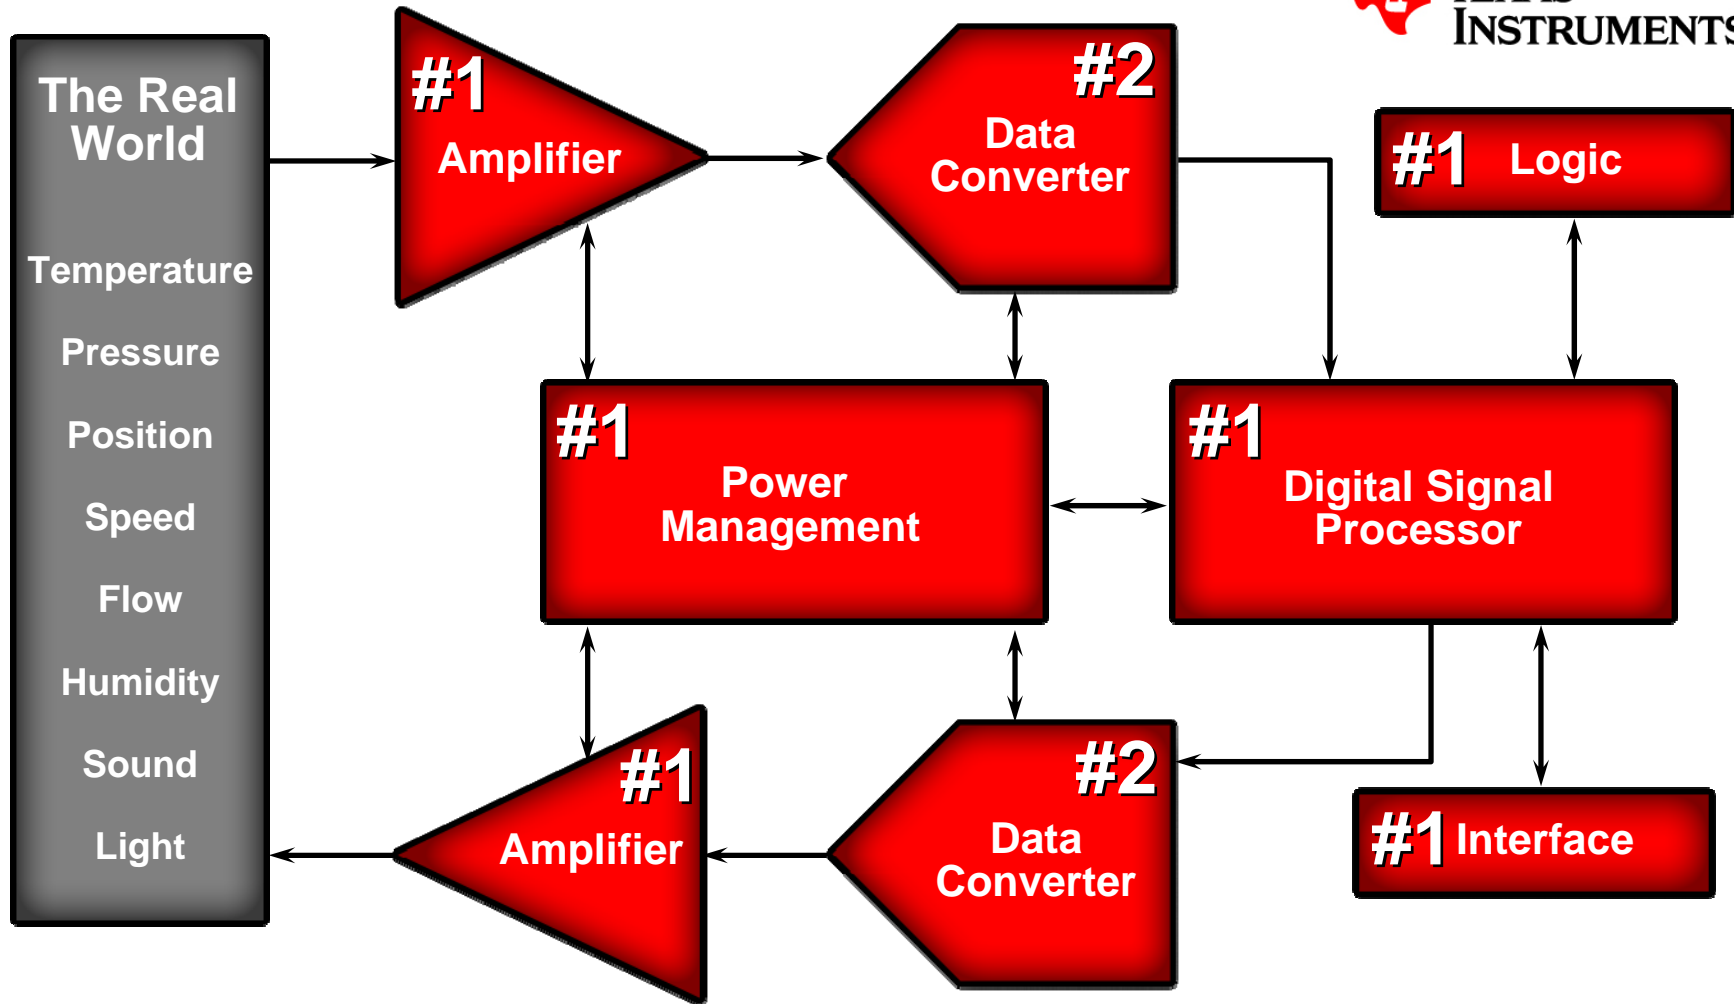 INSTRUMENTS
The Real
World
Temperature
Pressure
Position
Speed
Flow
Humidity
Sound
Light
#1
Amplifier
#2
Data
Converter
#1 Logic
#1
Power
Management
#1
Digital Signal
Processor
#1
Amplifier
#2
Data
Converter
#1 Interface